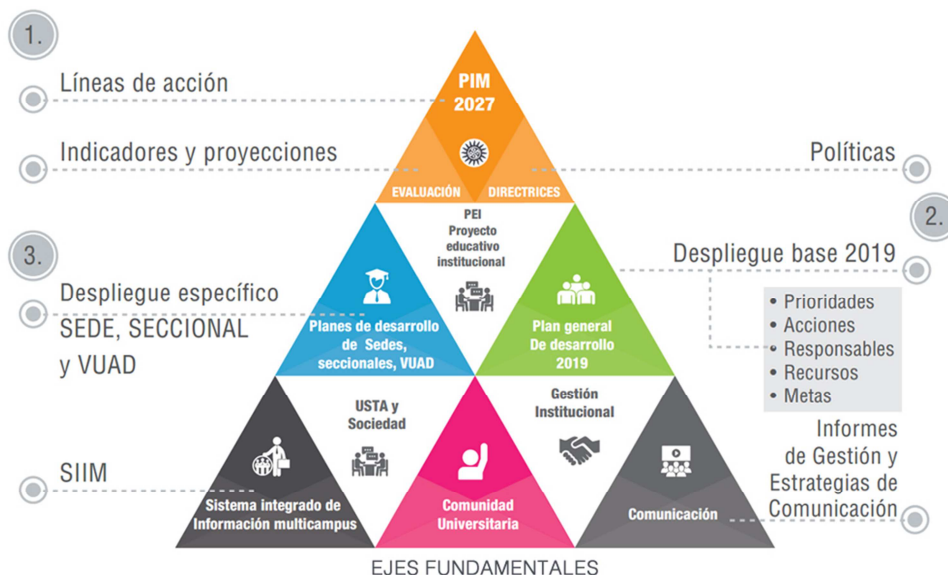 1.
Líneas de acción
Indicadores y proyecciones
3.
Despliegue específico
SEDE, SECCIONAL
y VUAD
SIIM
PIM
2027
EVALUACIÓN
DIRECTRICES
PEI
Proyecto
educativo
institucional
Planes de desarrollo
de Sedes,
seccionales, VUAD
Plan general
De desarrollo
2019
USTA y
Sociedad
Gestión
Institucional
Sistema integrado de
Información multicampus
Comunidad
Universitaria
Comunicación
Políticas
2.
Despliegue base 2019
• Prioridades
• Acciones
• Responsables
• Recursos
• Metas
Informes
de Gestión y
Estrategias de
Comunicación
EJES FUNDAMENTALES